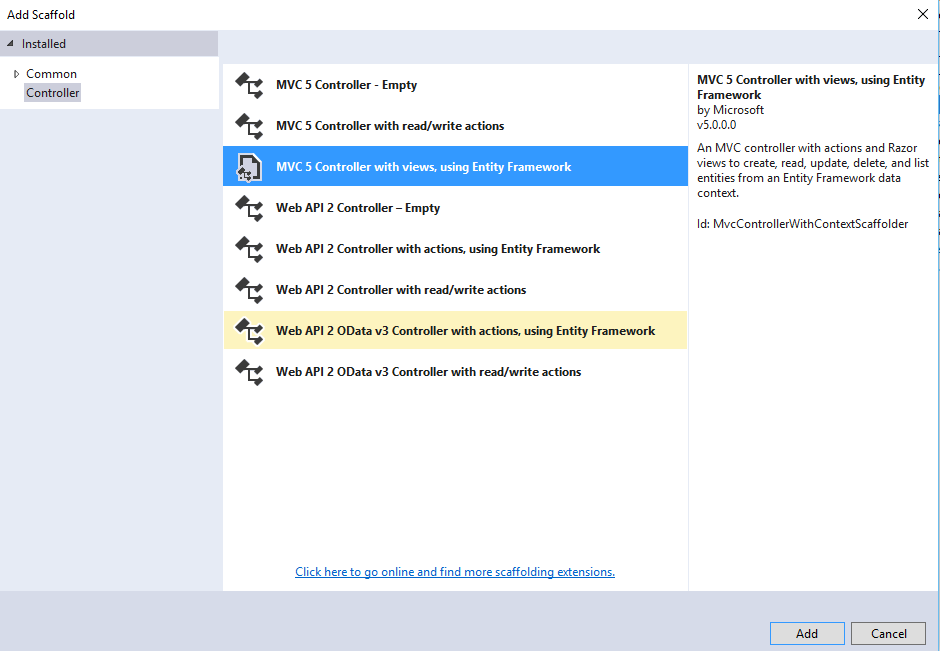 Add Scaffold
Installed
Common
Controller
MVC 5 Controller - Empty
MVC 5 Controller with read/write actions
MVC 5 Controller with views, using Entity Framework
Web API 2 Controller – Empty
Web API 2 Controller with actions, using Entity Framework
Web API 2 Controller with read/write actions
Web API 2 OData v3 Controller with actions, using Entity Framework
Web API 2 OData v3 Controller with read/write actions
Click here to go online and find more scaffolding extensions.
MVC 5 Controller with views, using Entity
Framework
by Microsoft
v5.0.0.0
An MVC controller with actions and Razor
views to create, read, update, delete, and list
entities from an Entity Framework data
context.
Id: MvcControllerWithContextScaffolder
Add
Cancel